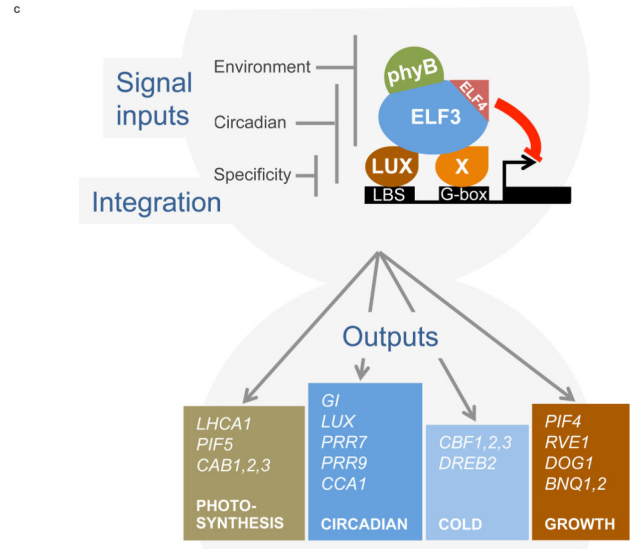 c
Signal
inputs
Integration
Environment
Circadian
Specificity
phyB
ELF4
ELF3
LUX
X
LBS
G-box
Outputs
LHCA1
PIF5
CAB1,2,3
PHOTO-
SYNTHESIS
GI
LUX
PRR7
PRR9
CCA1
CIRCADIAN
CBF1,2,3
DREB2
COLD
PIF4
RVE1
DOG1
BNQ1,2
GROWTH